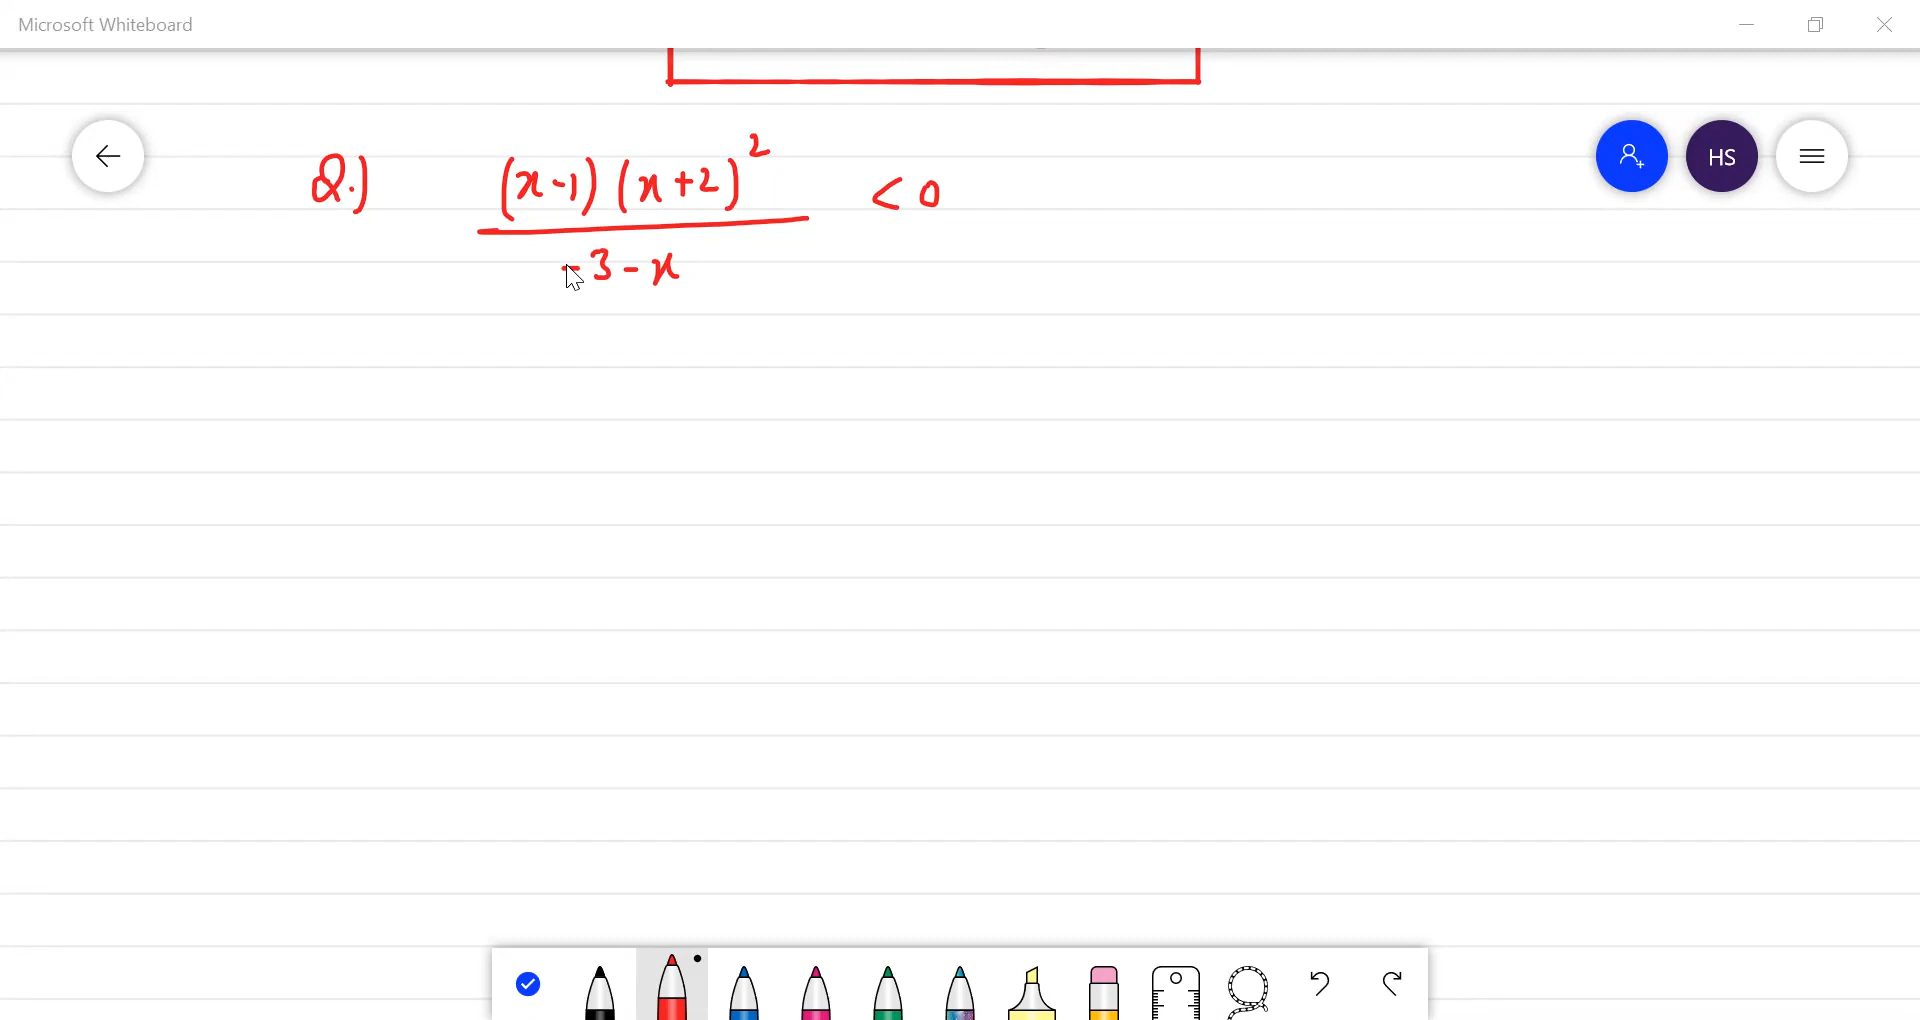 Microsoft Whiteboard
HS
Q.) (x-1)(x+2)² < 0
-3-x